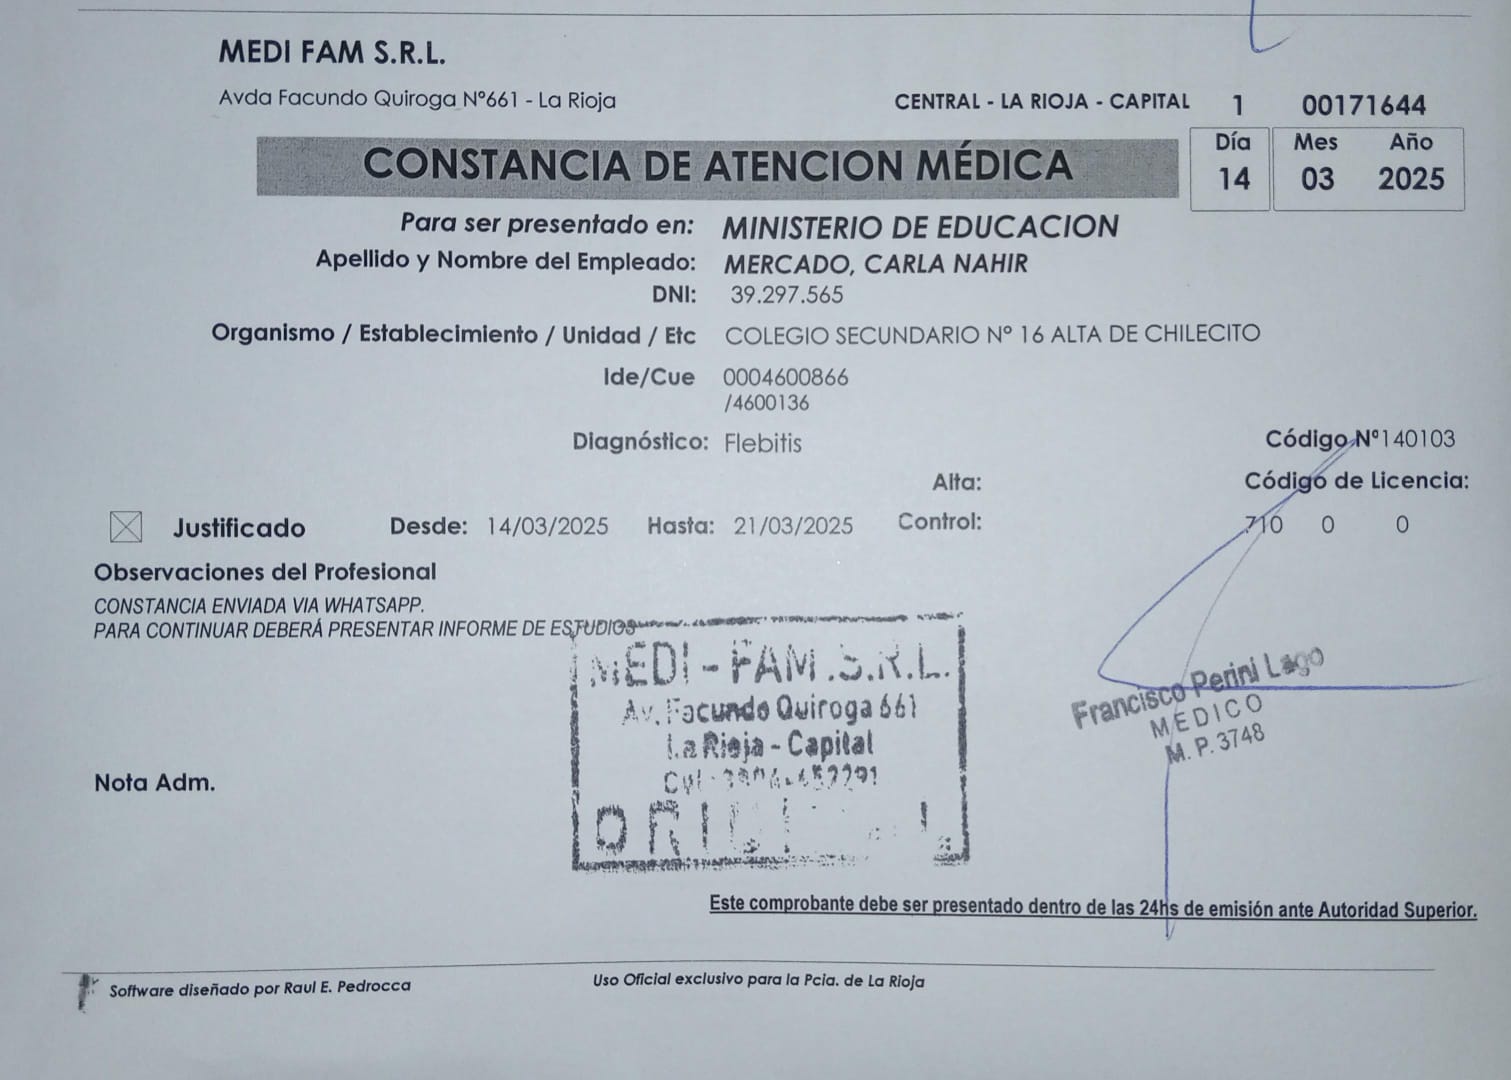 MEDI FAM S.R.L.
Avda Facundo Quiroga Nº661 - La Rioja
CENTRAL - LA RIOJA - CAPITAL 1 00171644
CONSTANCIA DE ATENCION MÉDICA
Día Mes Año
14 03 2025
Para ser presentado en: MINISTERIO DE EDUCACION
Apellido y Nombre del Empleado: MERCADO, CARLA NAHIR
DNI: 39.297.565
Organismo / Establecimiento / Unidad / Etc COLEGIO SECUNDARIO Nº 16 ALTA DE CHILECITO
Ide/Cue 0004600866
/4600136
Diagnóstico: Flebitis
Código Nº140103
Alta:
Código de Licencia:
Justificado Desde: 14/03/2025 Hasta: 21/03/2025 Control:
710 0 0
Observaciones del Profesional
CONSTANCIA ENVIADA VIA WHATSAPP.
PARA CONTINUAR DEBERÁ PRESENTAR INFORME DE ESTUDIOS
MEDI - FAM .S.R.L.
Av. Facundo Quiroga 661
La Rioja - Capital
Francisco Perini Lago
MEDICO
M. P. 3748
Nota Adm.
Este comprobante debe ser presentado dentro de las 24hs de emisión ante Autoridad Superior.
Software diseñado por Raul E. Pedrocca
Uso Oficial exclusivo para la Pcia. de La Rioja